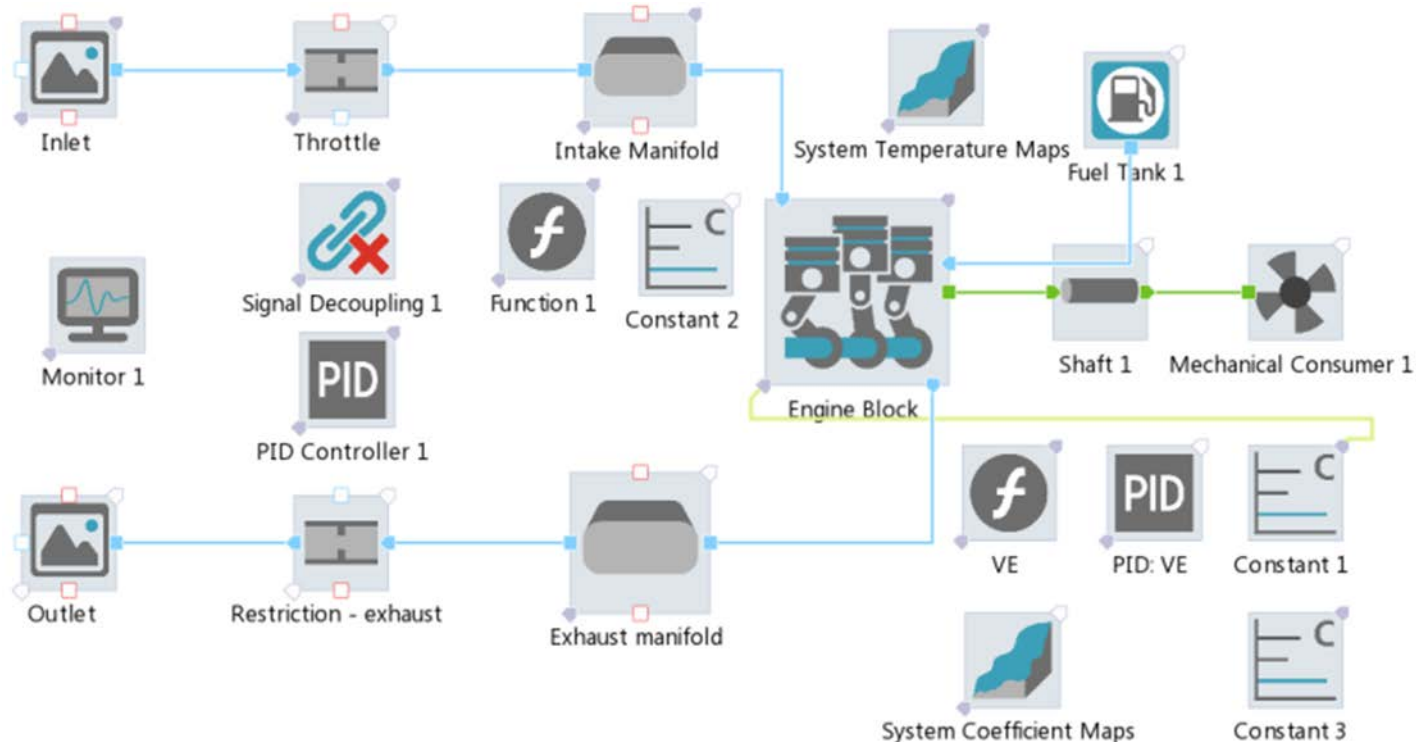 Inlet
Throttle
Intake Manifold
System Temperature Maps
Fuel Tank 1
C
Signal Decoupling 1
Function 1
Constant 2
Monitor 1
PID
PID Controller 1
Engine Block
Shaft 1
Mechanical Consumer 1
PID
C
VE
PID: VE
Constant 1
Outlet
Restriction - exhaust
Exhaust manifold
C
System Coefficient Maps
Constant 3